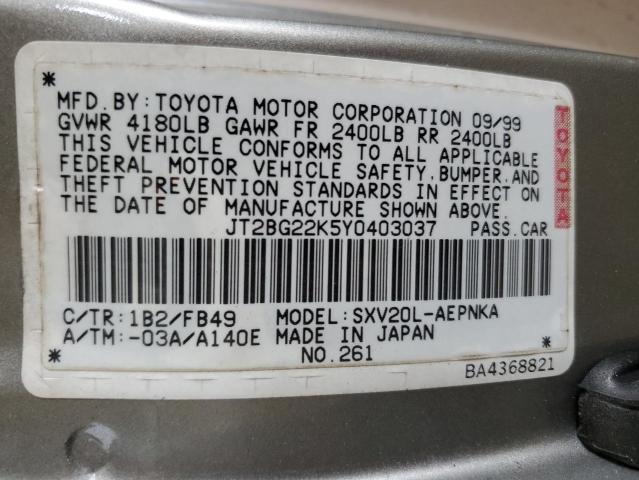 MFD.BY:TOYOTA MOTOR CORPORATION 09/99
GVWR 4180LB GAWR FR 2400LB RR 2400LB
THIS VEHICLE CONFORMS TO ALL APPLICABLE
FEDERAL MOTOR VEHICLE SAFETY,BUMPER,AND
THEFT PREVENTION STANDARDS IN EFFECT ON
THE DATE OF MANUFACTURE SHOWN ABOVE.
JT2BG22K5Y0403037 PASS.CAR
TOYOTA
C/TR:1B2/FB49 MODEL:SXV20L-AEPNKA
A/TM:-03A/A140E MADE IN JAPAN
NO.261
BA4368821